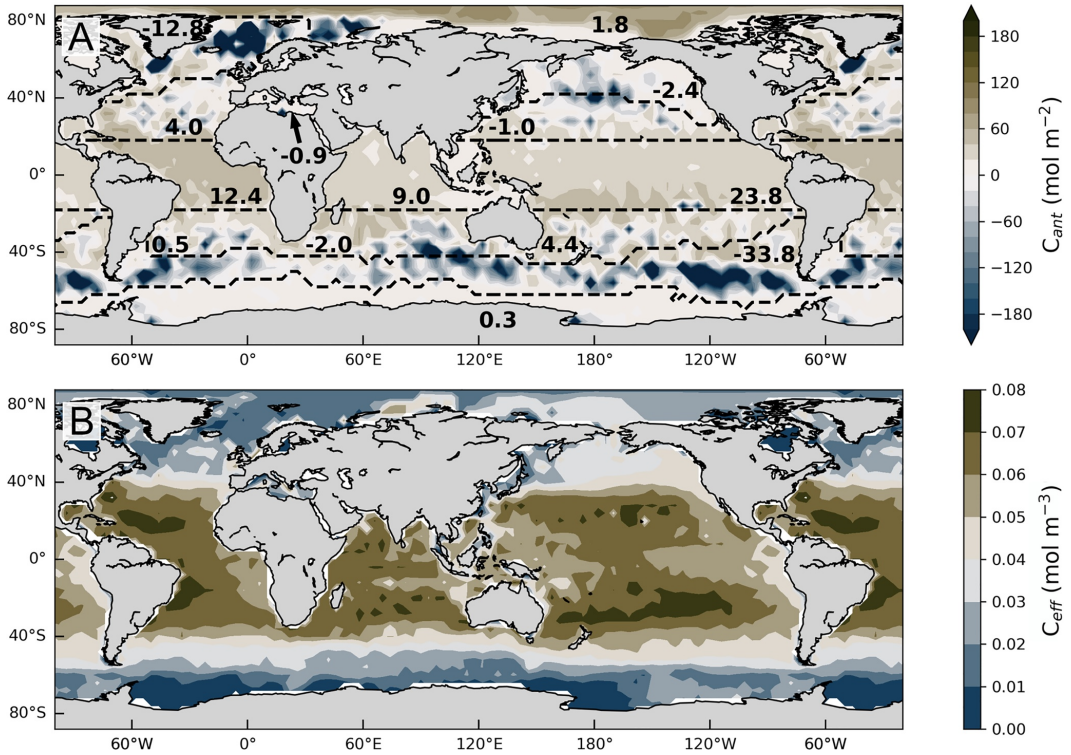 A
-12.8
1.8
-2.4
4.0
-1.0
-0.9
12.4
9.0
23.8
0.5
-2.0
4.4
-33.8
0.3
80°N
40°N
0°
40°S
80°S
60°W
0°
60°E
120°E
180°
120°W
60°W
180
120
60
0
−60
−120
−180
C_ant (mol m⁻²)
B
80°N
40°N
0°
40°S
80°S
60°W
0°
60°E
120°E
180°
120°W
60°W
0.08
0.07
0.06
0.05
0.04
0.03
0.02
0.01
0.00
C_eff (mol m⁻³)